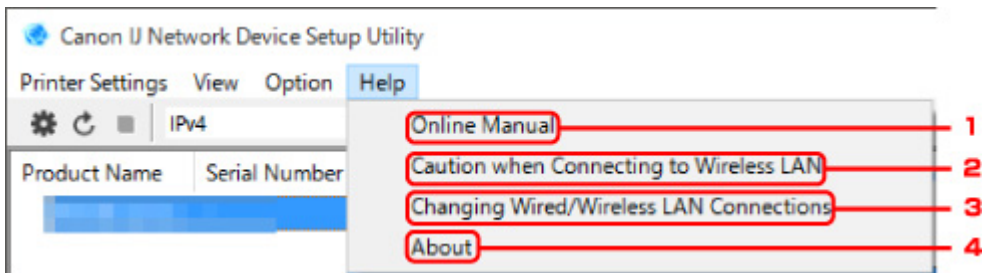 Canon IJ Network Device Setup Utility
Printer Settings View Option Help
IPv4
Online Manual 1
Product Name Serial Number Caution when Connecting to Wireless LAN 2
Changing Wired/Wireless LAN Connections 3
About 4